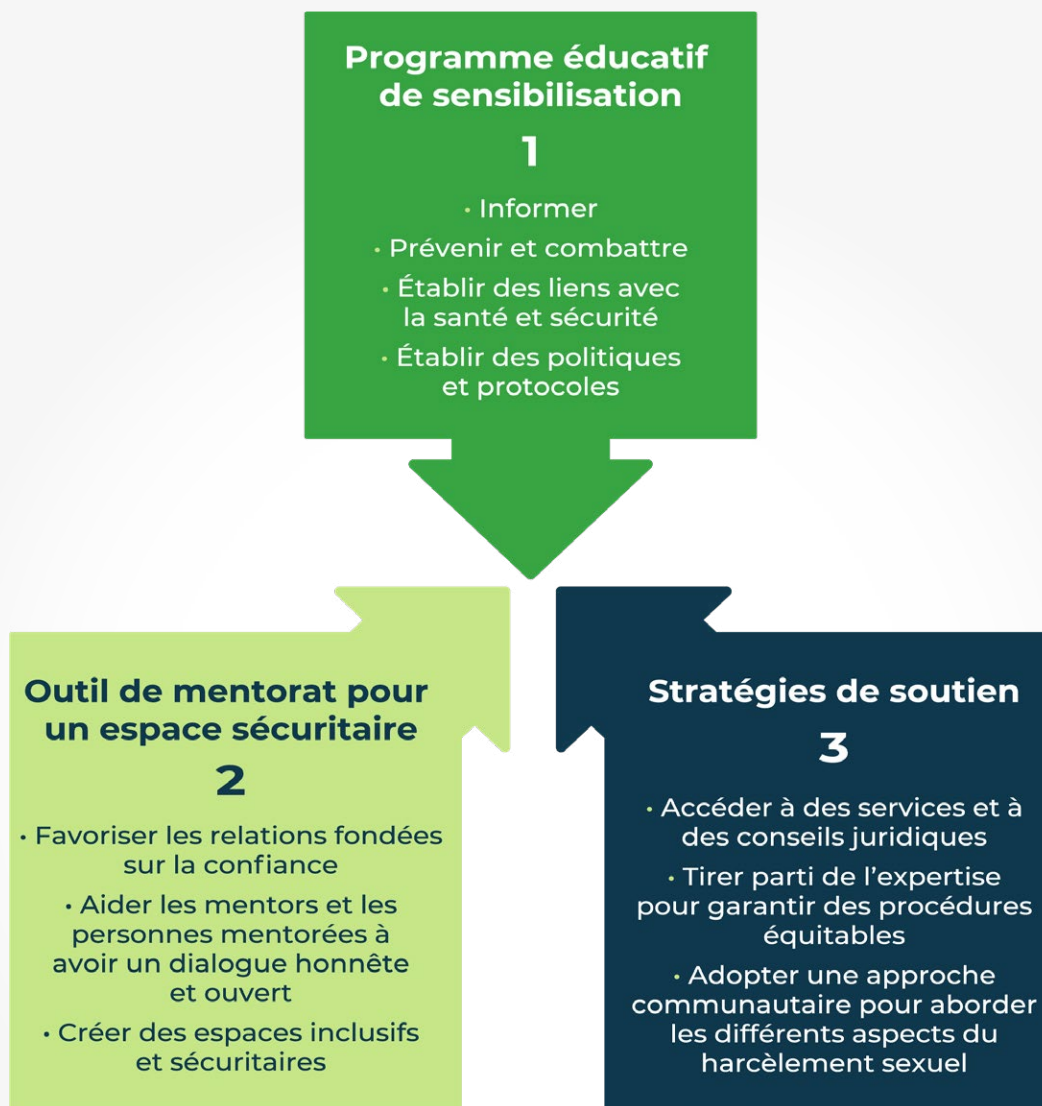 Programme éducatif
de sensibilisation
1
• Informer
• Prévenir et combattre
• Établir des liens avec
la santé et sécurité
• Établir des politiques
et protocoles
Outil de mentorat pour
un espace sécuritaire
2
• Favoriser les relations fondées
sur la confiance
• Aider les mentors et les
personnes mentorées à
avoir un dialogue honnête
et ouvert
• Créer des espaces inclusifs
et sécuritaires
Stratégies de soutien
3
• Accéder à des services et à
des conseils juridiques
• Tirer parti de l’expertise
pour garantir des procédures
équitables
• Adopter une approche
communautaire pour aborder
les différents aspects du
harcèlement sexuel